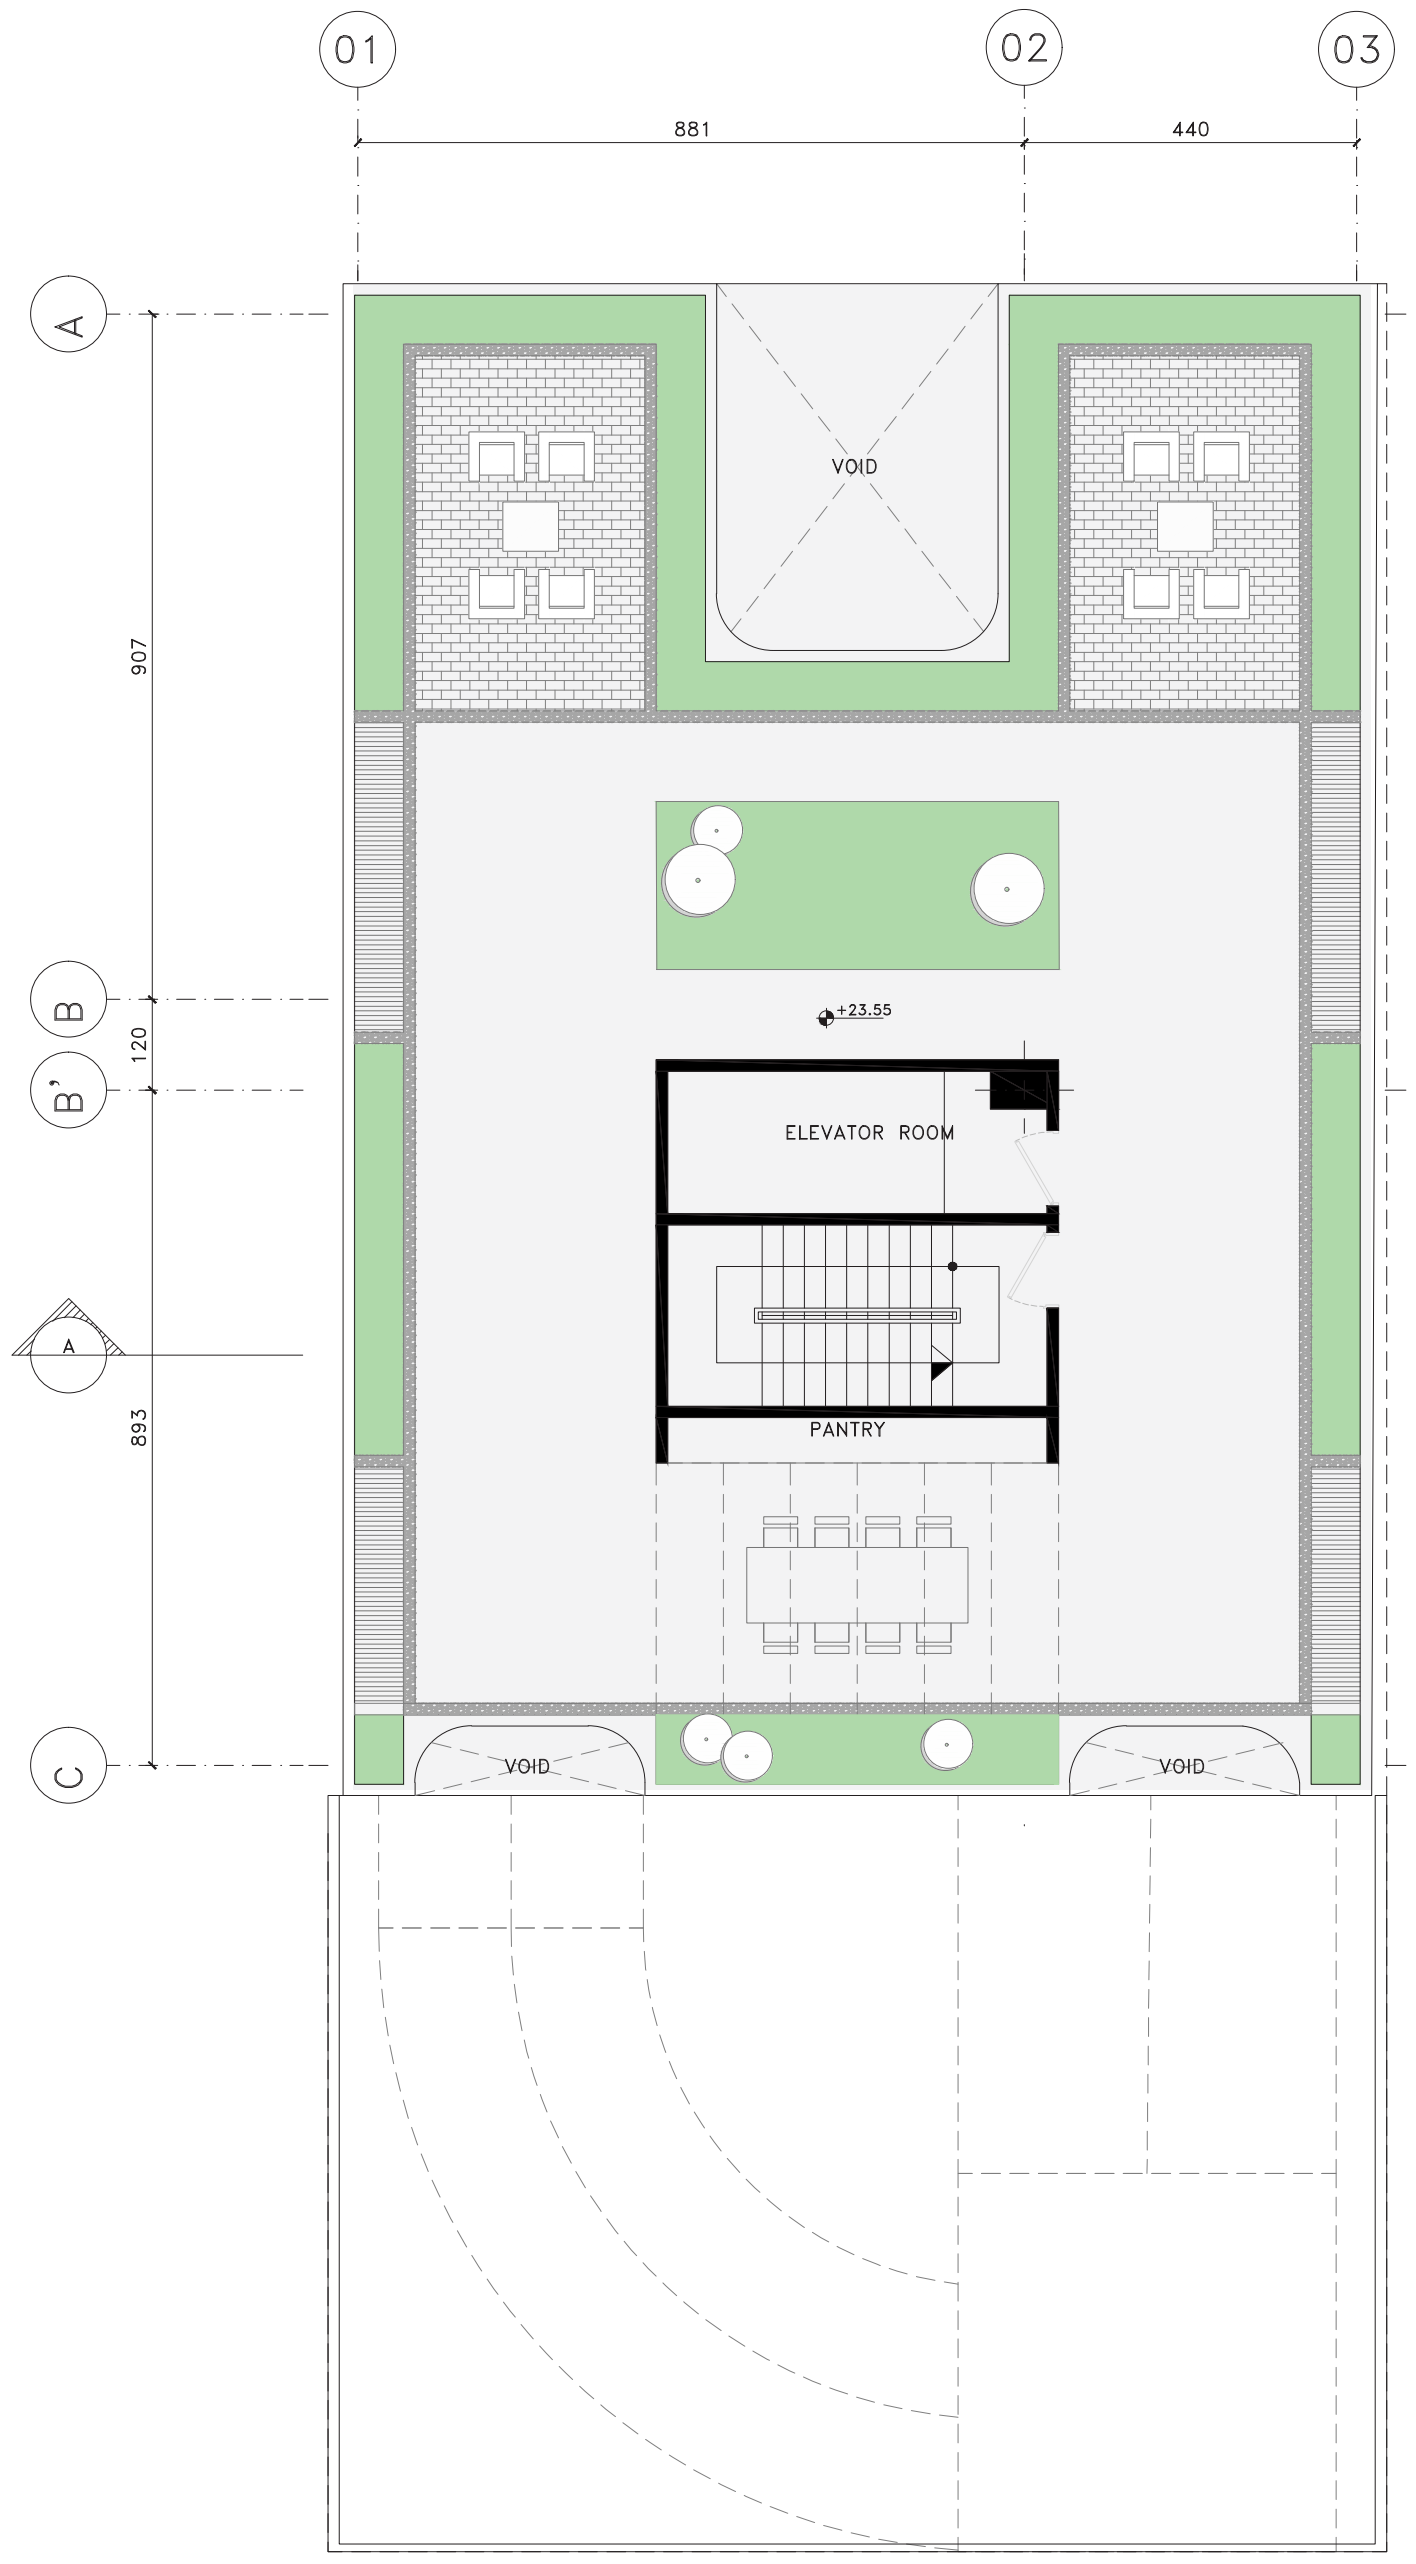 01
02
03
881
440
A
VOID
907
B
+23.55
120
B'
ELEVATOR ROOM
A
893
PANTRY
C
VOID
VOID